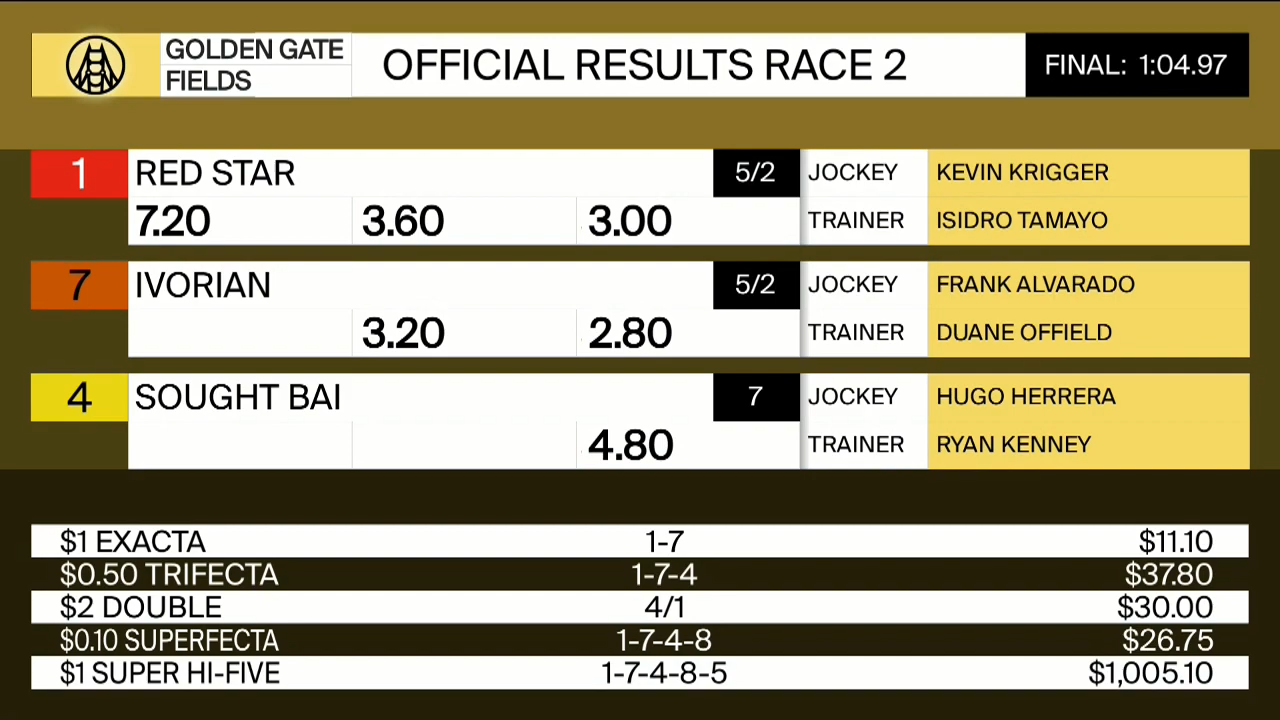 GOLDEN GATE
FIELDS
OFFICIAL RESULTS RACE 2
FINAL: 1:04.97
1 RED STAR 5/2 JOCKEY KEVIN KRIGGER
7.20 3.60 3.00 TRAINER ISIDRO TAMAYO
7 IVORIAN 5/2 JOCKEY FRANK ALVARADO
3.20 2.80 TRAINER DUANE OFFIELD
4 SOUGHT BAI 7 JOCKEY HUGO HERRERA
4.80 TRAINER RYAN KENNEY
$1 EXACTA 1-7 $11.10
$0.50 TRIFECTA 1-7-4 $37.80
$2 DOUBLE 4/1 $30.00
$0.10 SUPERFECTA 1-7-4-8 $26.75
$1 SUPER HI-FIVE 1-7-4-8-5 $1,005.10